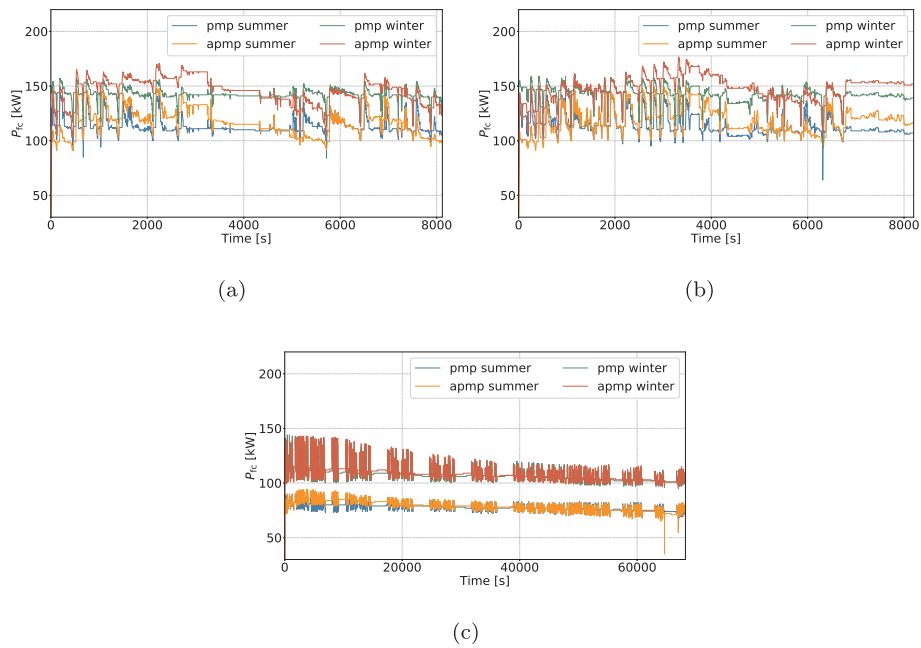 pmp summer pmp winter
apmp summer apmp winter
200
150
100
50
P_fc [kW]
0 2000 4000 6000 8000
Time [s]
(a)
pmp summer pmp winter
apmp summer apmp winter
200
150
100
50
P_fc [kW]
0 2000 4000 6000 8000
Time [s]
(b)
pmp summer pmp winter
apmp summer apmp winter
200
150
100
50
P_fc [kW]
0 20000 40000 60000
Time [s]
(c)